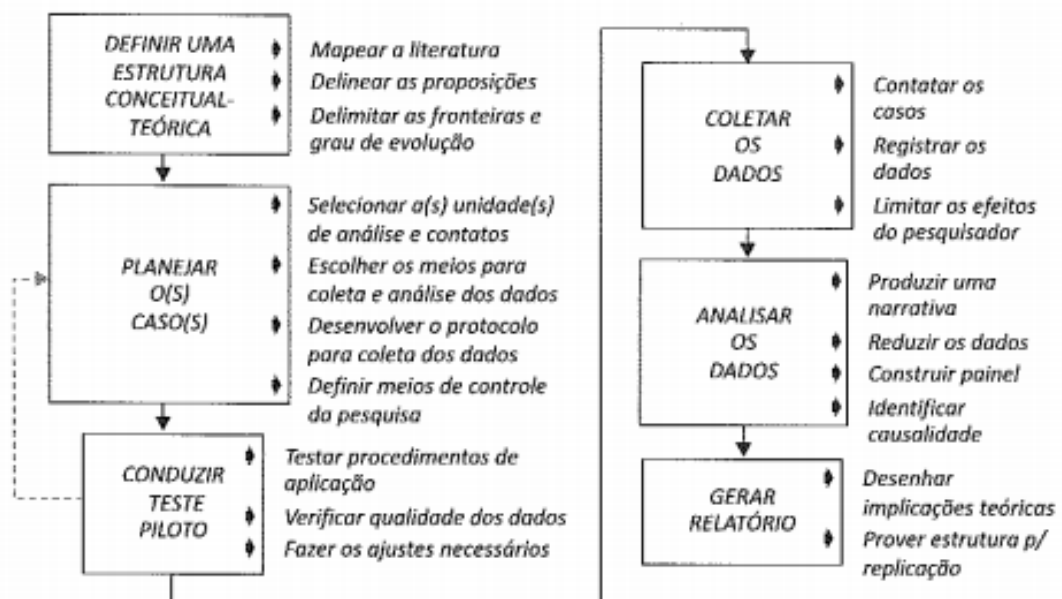 DEFINIR UMA
ESTRUTURA
CONCEITUAL-
TEÓRICA
Mapear a literatura
Delinear as proposições
Delimitar as fronteiras e
grau de evolução
PLANEJAR
O(S)
CASO(S)
Selecionar a(s) unidade(s)
de análise e contatos
Escolher os meios para
coleta e análise dos dados
Desenvolver o protocolo
para coleta dos dados
Definir meios de controle
da pesquisa
CONDUZIR
TESTE
PILOTO
Testar procedimentos de
aplicação
Verificar qualidade dos dados
Fazer os ajustes necessários
COLETAR
OS
DADOS
Contatar os
casos
Registrar os
dados
Limitar os efeitos
do pesquisador
ANALISAR
OS
DADOS
Produzir uma
narrativa
Reduzir os dados
Construir painel
Identificar
causalidade
GERAR
RELATÓRIO
Desenhar
implicações teóricas
Prover estrutura p/
replicação